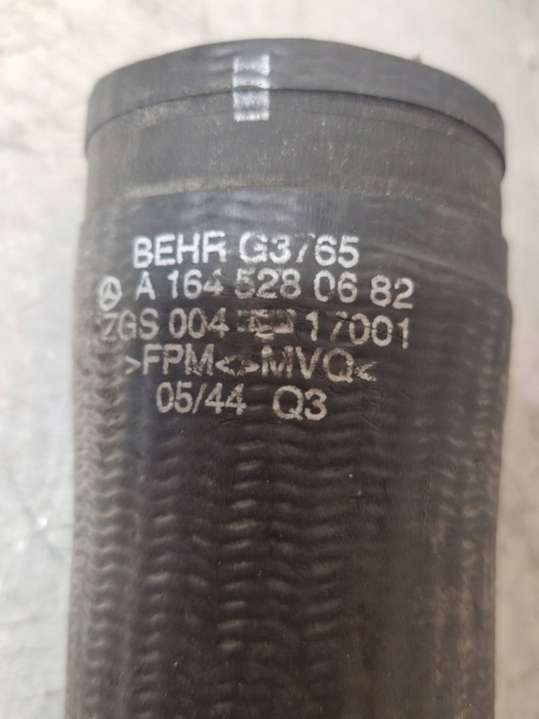 BEHR G3765
A 164 528 06 82
ZGS 004 17001
>FPM<>MVQ<
05/44 Q3